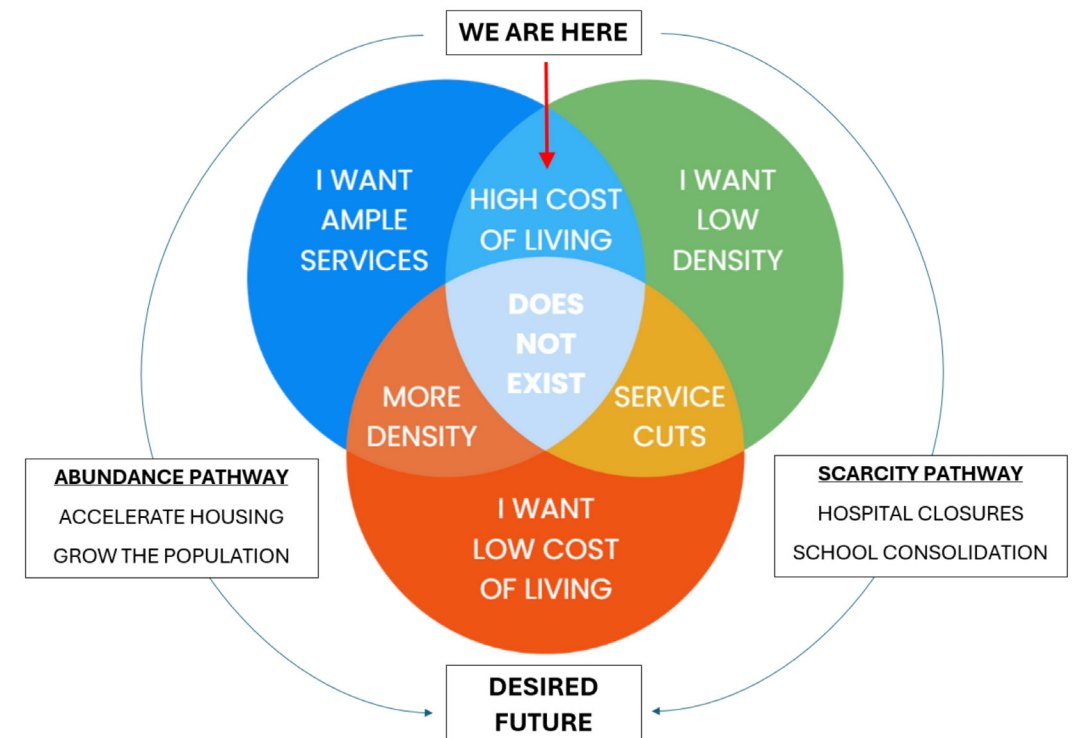 WE ARE HERE
I WANT
AMPLE
SERVICES
HIGH COST
OF LIVING
I WANT
LOW
DENSITY
DOES
NOT
EXIST
MORE
DENSITY
SERVICE
CUTS
ABUNDANCE PATHWAY
ACCELERATE HOUSING
GROW THE POPULATION
SCARCITY PATHWAY
HOSPITAL CLOSURES
SCHOOL CONSOLIDATION
I WANT
LOW COST
OF LIVING
DESIRED
FUTURE